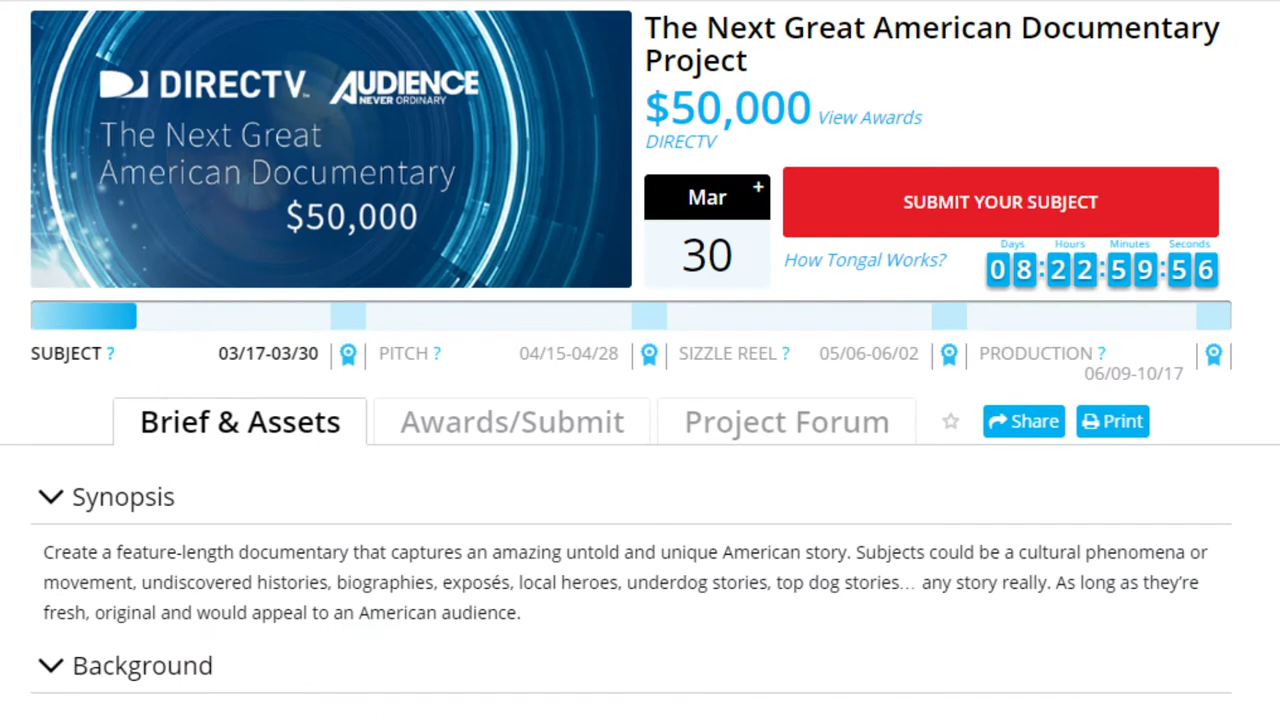 DIRECTV AUDIENCE
NEVER ORDINARY
The Next Great
American Documentary
$50,000
The Next Great American Documentary
Project
$50,000 View Awards
DIRECTV
Mar +
30
SUBMIT YOUR SUBJECT
How Tongal Works?
Days Hours Minutes Seconds
08:22:59:56
SUBJECT ? 03/17-03/30 PITCH ? 04/15-04/28 SIZZLE REEL ? 05/06-06/02 PRODUCTION ?
06/09-10/17
Brief & Assets Awards/Submit Project Forum Share Print
Synopsis
Create a feature-length documentary that captures an amazing untold and unique American story. Subjects could be a cultural phenomena or
movement, undiscovered histories, biographies, exposés, local heroes, underdog stories, top dog stories... any story really. As long as they're
fresh, original and would appeal to an American audience.
Background